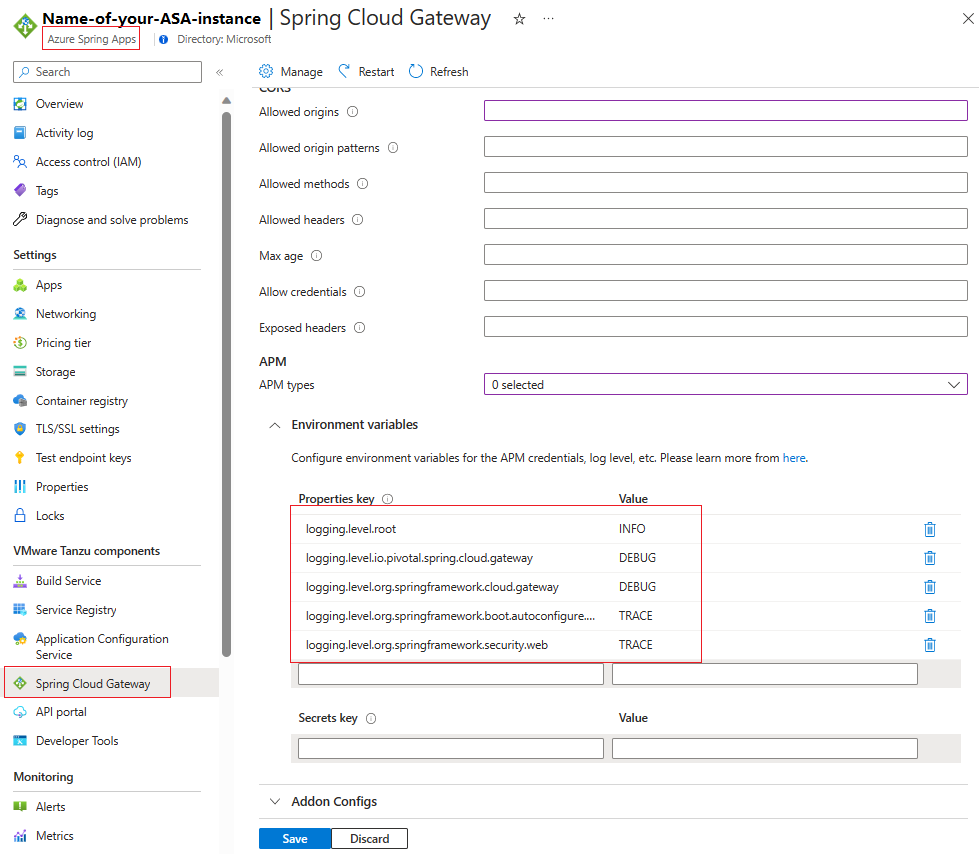 Name-of-your-ASA-instance | Spring Cloud Gateway
Azure Spring Apps
Directory: Microsoft
Search
Overview
Activity log
Access control (IAM)
Tags
Diagnose and solve problems
Settings
Apps
Networking
Pricing tier
Storage
Container registry
TLS/SSL settings
Test endpoint keys
Properties
Locks
VMware Tanzu components
Build Service
Service Registry
Application Configuration
Service
Spring Cloud Gateway
API portal
Developer Tools
Monitoring
Alerts
Metrics
Manage Restart Refresh
CORS
Allowed origins
Allowed origin patterns
Allowed methods
Allowed headers
Max age
Allow credentials
Exposed headers
APM
APM types 0 selected
Environment variables
Configure environment variables for the APM credentials, log level, etc. Please learn more from here.
Properties key Value
logging.level.root INFO
logging.level.io.pivotal.spring.cloud.gateway DEBUG
logging.level.org.springframework.cloud.gateway DEBUG
logging.level.org.springframework.boot.autoconfigure.... TRACE
logging.level.org.springframework.security.web TRACE
Secrets key Value
Addon Configs
Save Discard